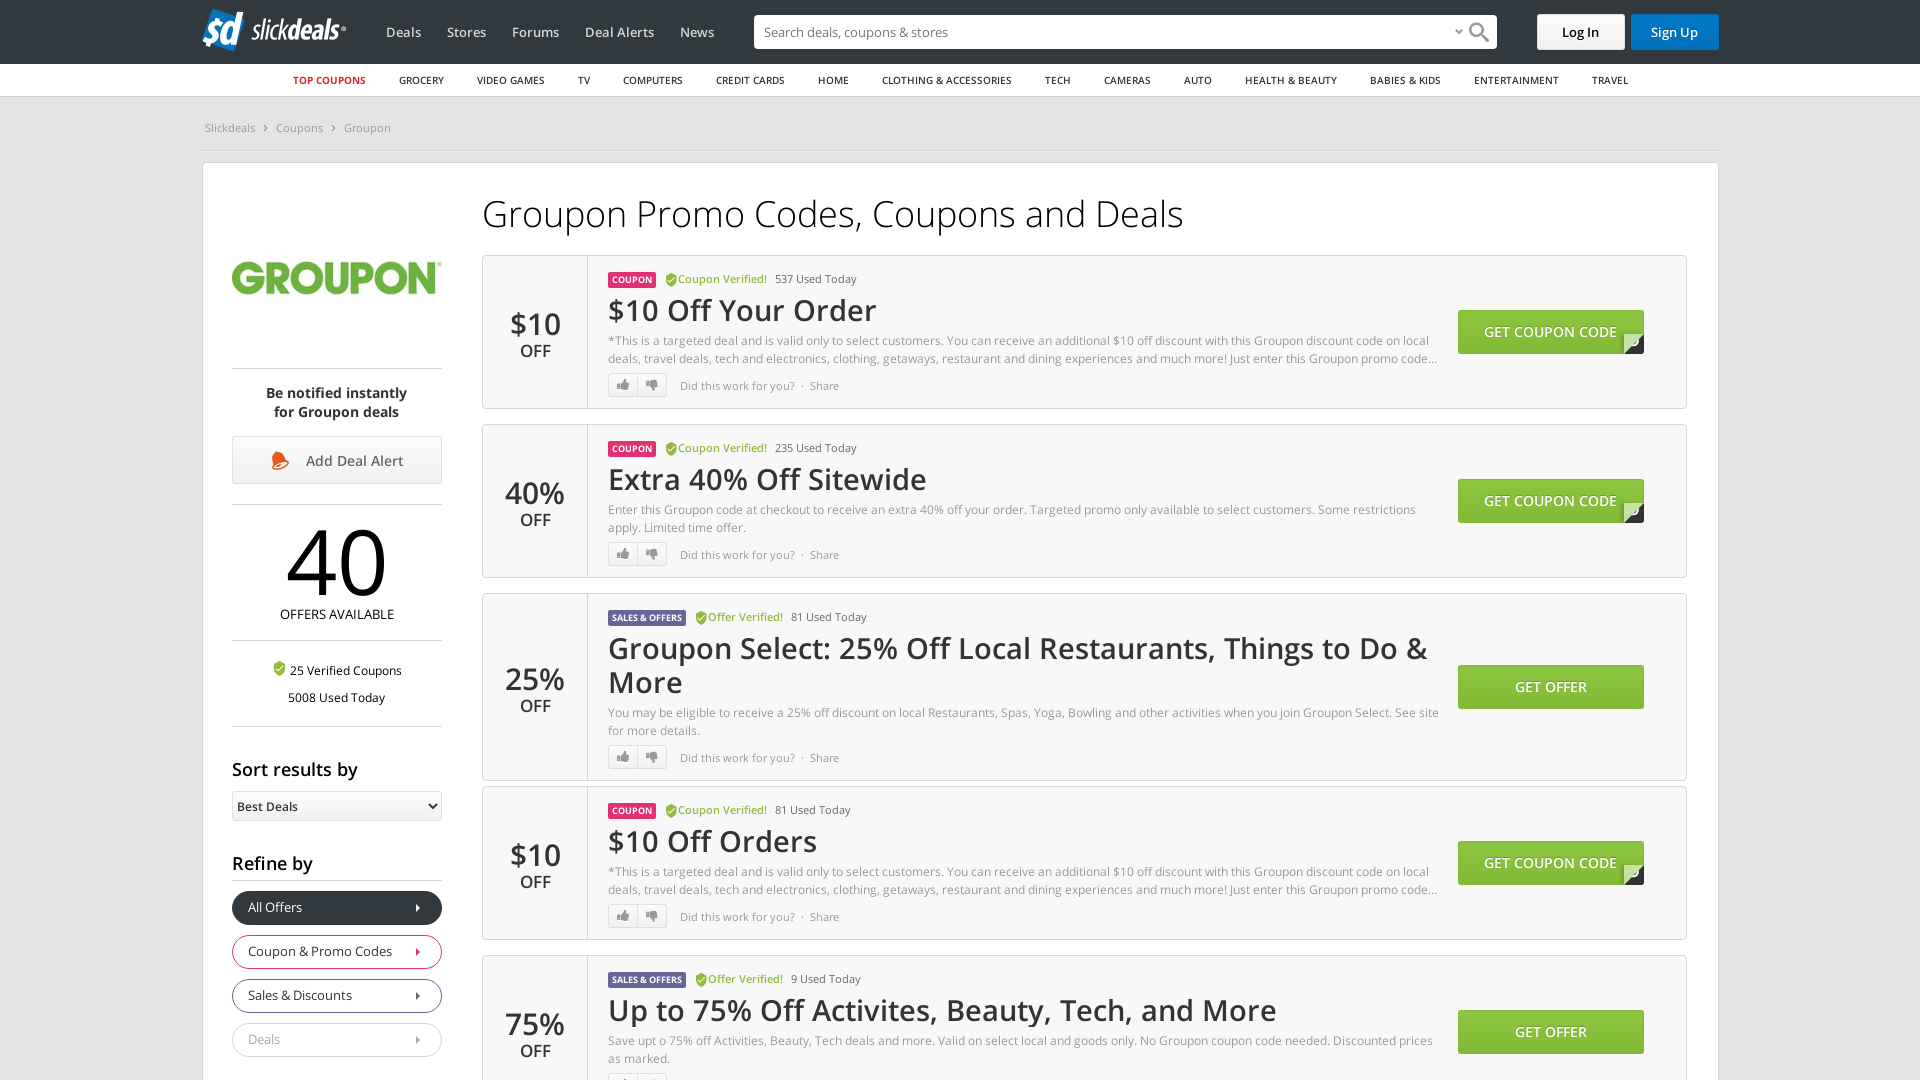 slickdeals
Deals
Stores
Forums
Deal Alerts
News
Search deals, coupons & stores
Log In
Sign Up
TOP COUPONS
GROCERY
VIDEO GAMES
TV
COMPUTERS
CREDIT CARDS
HOME
CLOTHING & ACCESSORIES
TECH
CAMERAS
AUTO
HEALTH & BEAUTY
BABIES & KIDS
ENTERTAINMENT
TRAVEL
Slickdeals > Coupons > Groupon
GROUPON
Be notified instantly
for Groupon deals
Add Deal Alert
40
OFFERS AVAILABLE
25 Verified Coupons
5008 Used Today
Sort results by
Best Deals
Refine by
All Offers
Coupon & Promo Codes
Sales & Discounts
Deals
Groupon Promo Codes, Coupons and Deals
$10
OFF
COUPON Coupon Verified! 537 Used Today
$10 Off Your Order
*This is a targeted deal and is valid only to select customers. You can receive an additional $10 off discount with this Groupon discount code on local
deals, travel deals, tech and electronics, clothing, getaways, restaurant and dining experiences and much more! Just enter this Groupon promo code...
Did this work for you? · Share
GET COUPON CODE
40%
OFF
COUPON Coupon Verified! 235 Used Today
Extra 40% Off Sitewide
Enter this Groupon code at checkout to receive an extra 40% off your order. Targeted promo only available to select customers. Some restrictions
apply. Limited time offer.
Did this work for you? · Share
GET COUPON CODE
25%
OFF
SALES & OFFERS Offer Verified! 81 Used Today
Groupon Select: 25% Off Local Restaurants, Things to Do &
More
You may be eligible to receive a 25% off discount on local Restaurants, Spas, Yoga, Bowling and other activities when you join Groupon Select. See site
for more details.
Did this work for you? · Share
GET OFFER
$10
OFF
COUPON Coupon Verified! 81 Used Today
$10 Off Orders
*This is a targeted deal and is valid only to select customers. You can receive an additional $10 off discount with this Groupon discount code on local
deals, travel deals, tech and electronics, clothing, getaways, restaurant and dining experiences and much more! Just enter this Groupon promo code...
Did this work for you? · Share
GET COUPON CODE
75%
OFF
SALES & OFFERS Offer Verified! 9 Used Today
Up to 75% Off Activites, Beauty, Tech, and More
Save upt o 75% off Activities, Beauty, Tech deals and more. Valid on select local and goods only. No Groupon coupon code needed. Discounted prices
as marked.
GET OFFER